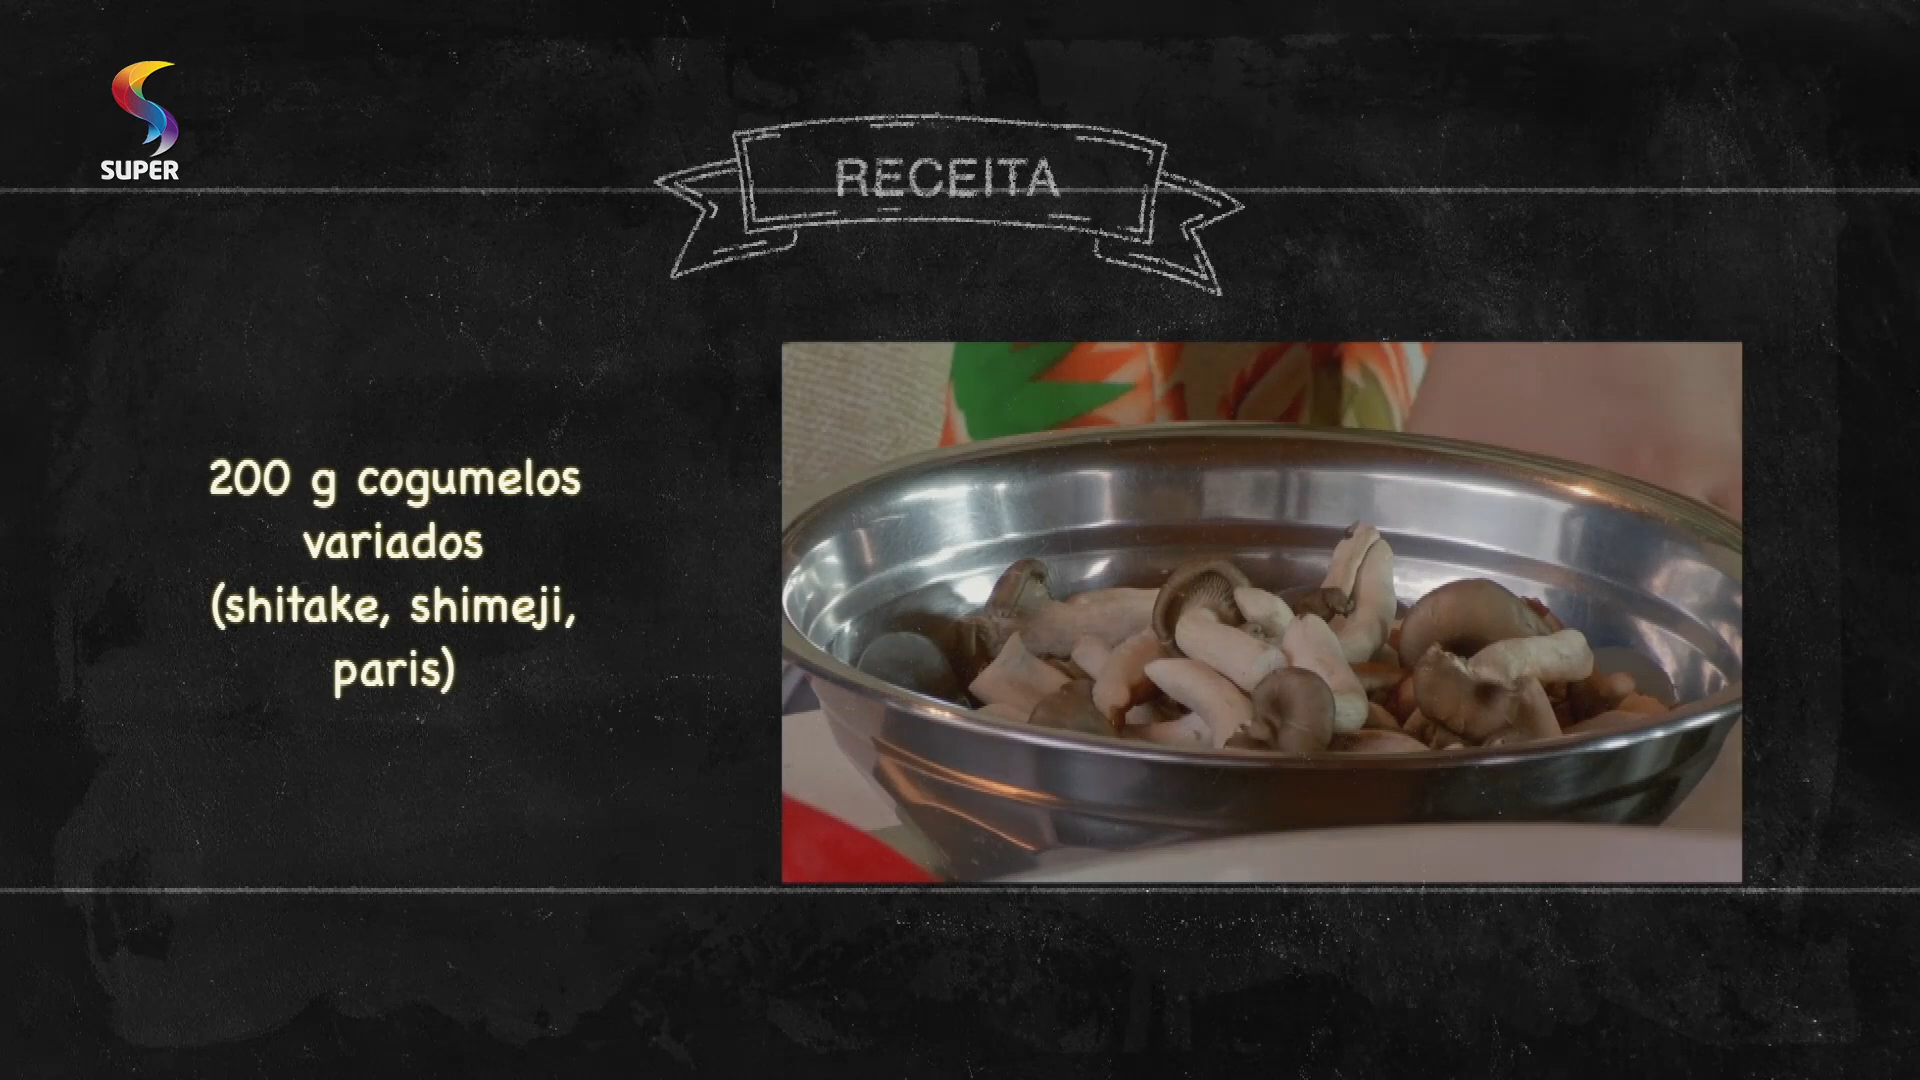 SUPER
RECEITA
200 g cogumelos
variados
(shitake, shimeji,
paris)